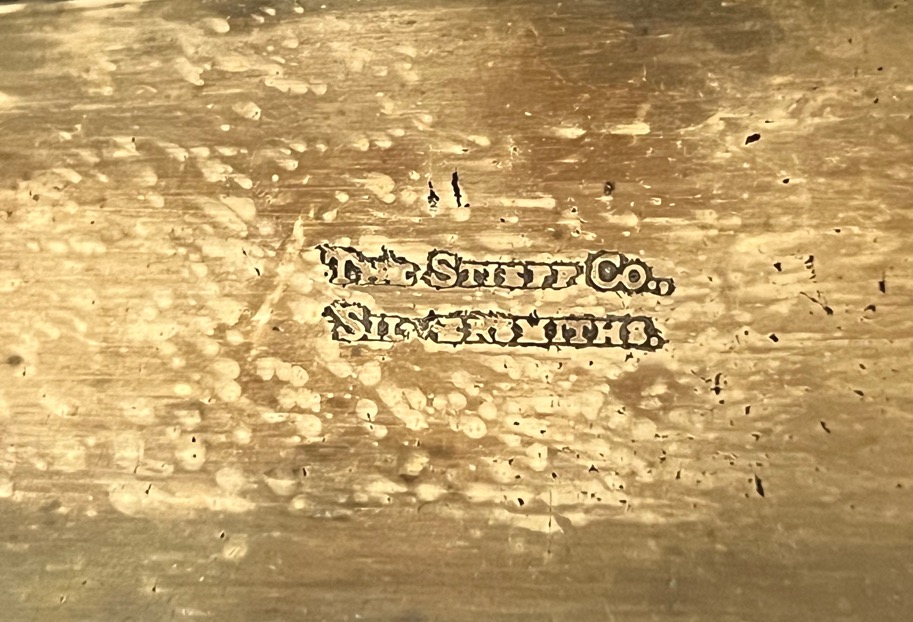 The Stieff Co.,
Silversmiths.